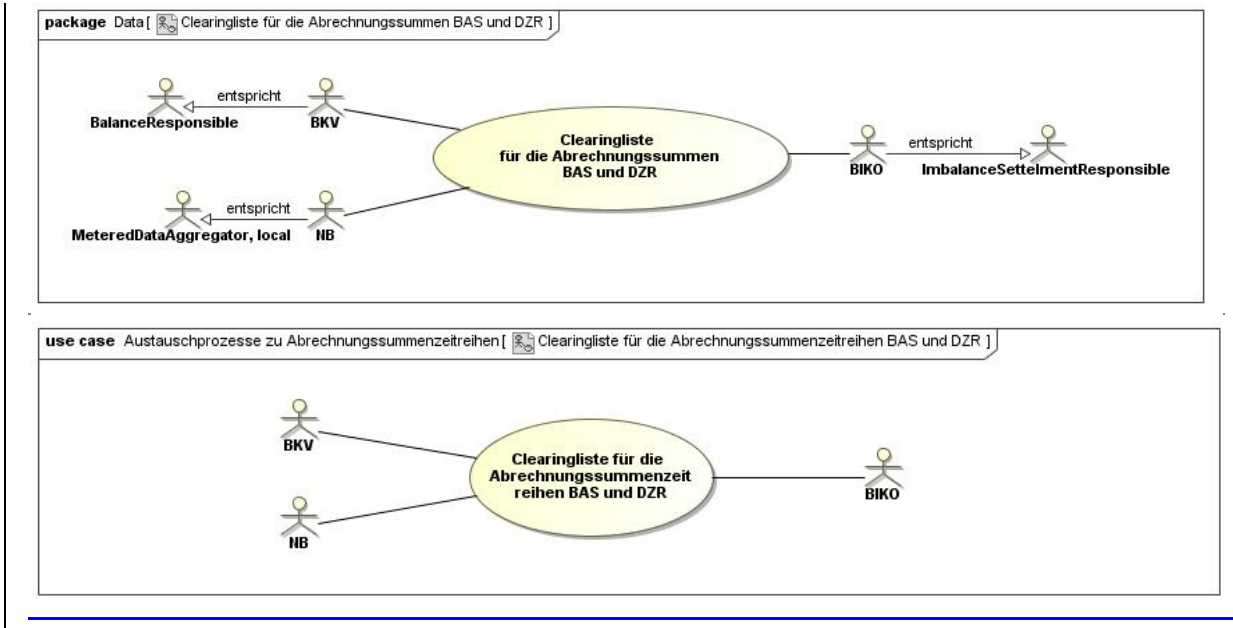 package Data [ Clearingliste für die Abrechnungssummen BAS und DZR ]
entspricht
BalanceResponsible
BKV
Clearingliste
für die Abrechnungssummen
BAS und DZR
entspricht
BIKO
ImbalanceSettelmentResponsible
entspricht
MeteredDataAggregator, local
NB
use case Austauschprozesse zu Abrechnungssummenzeitreihen [ Clearingliste für die Abrechnungssummenzeitreihen BAS und DZR ]
BKV
Clearingliste für die
Abrechnungssummenzeit
reihen BAS und DZR
BIKO
NB